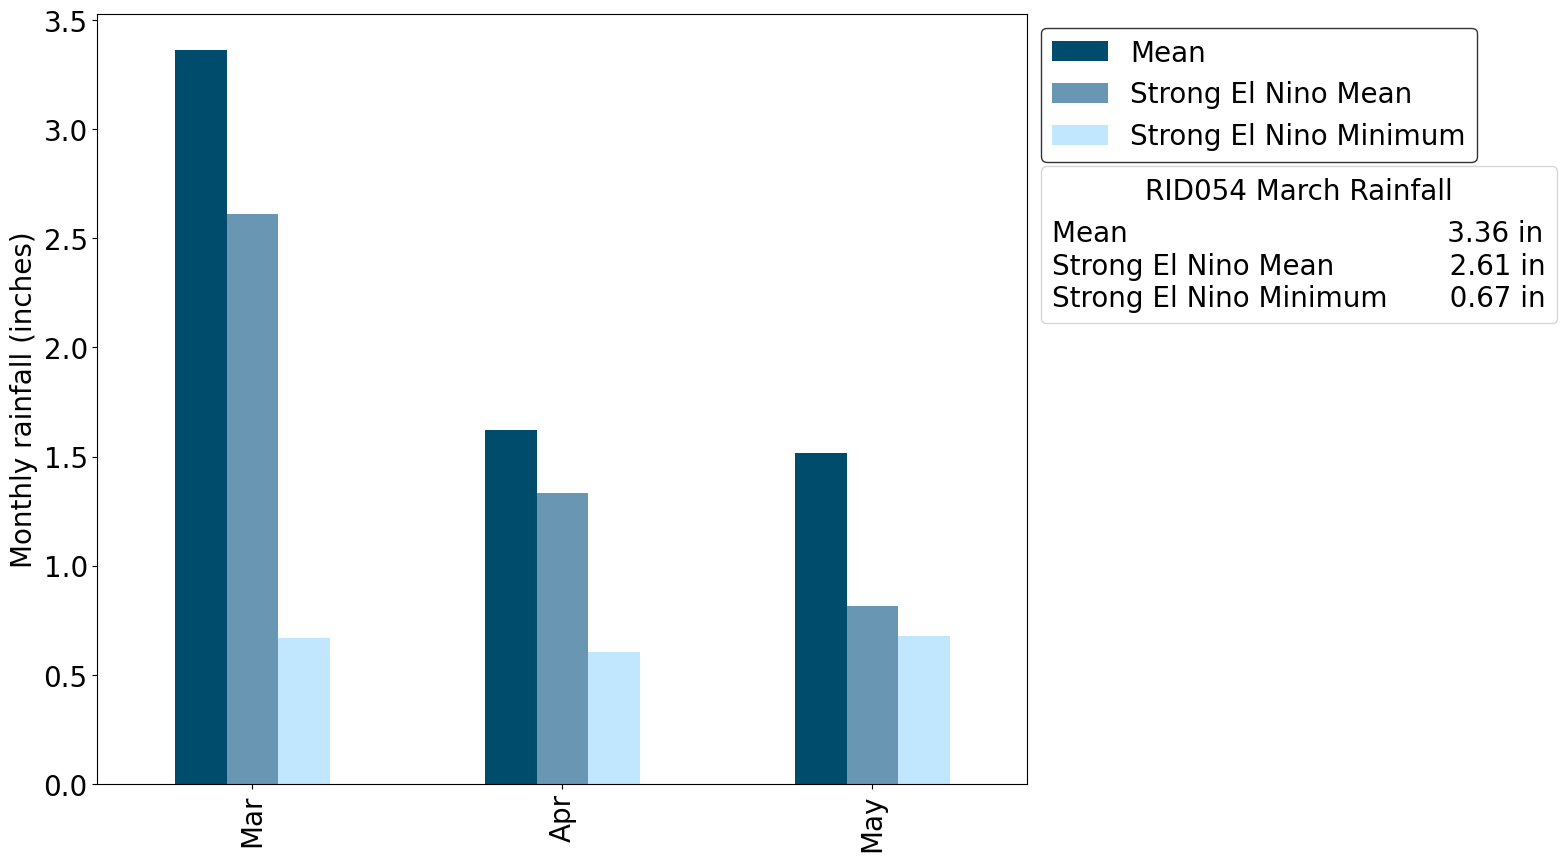 Monthly rainfall (inches)
3.5
3.0
2.5
2.0
1.5
1.0
0.5
0.0
Mar
Apr
May
Mean
Strong El Nino Mean
Strong El Nino Minimum
RID054 March Rainfall
Mean 3.36 in
Strong El Nino Mean 2.61 in
Strong El Nino Minimum 0.67 in